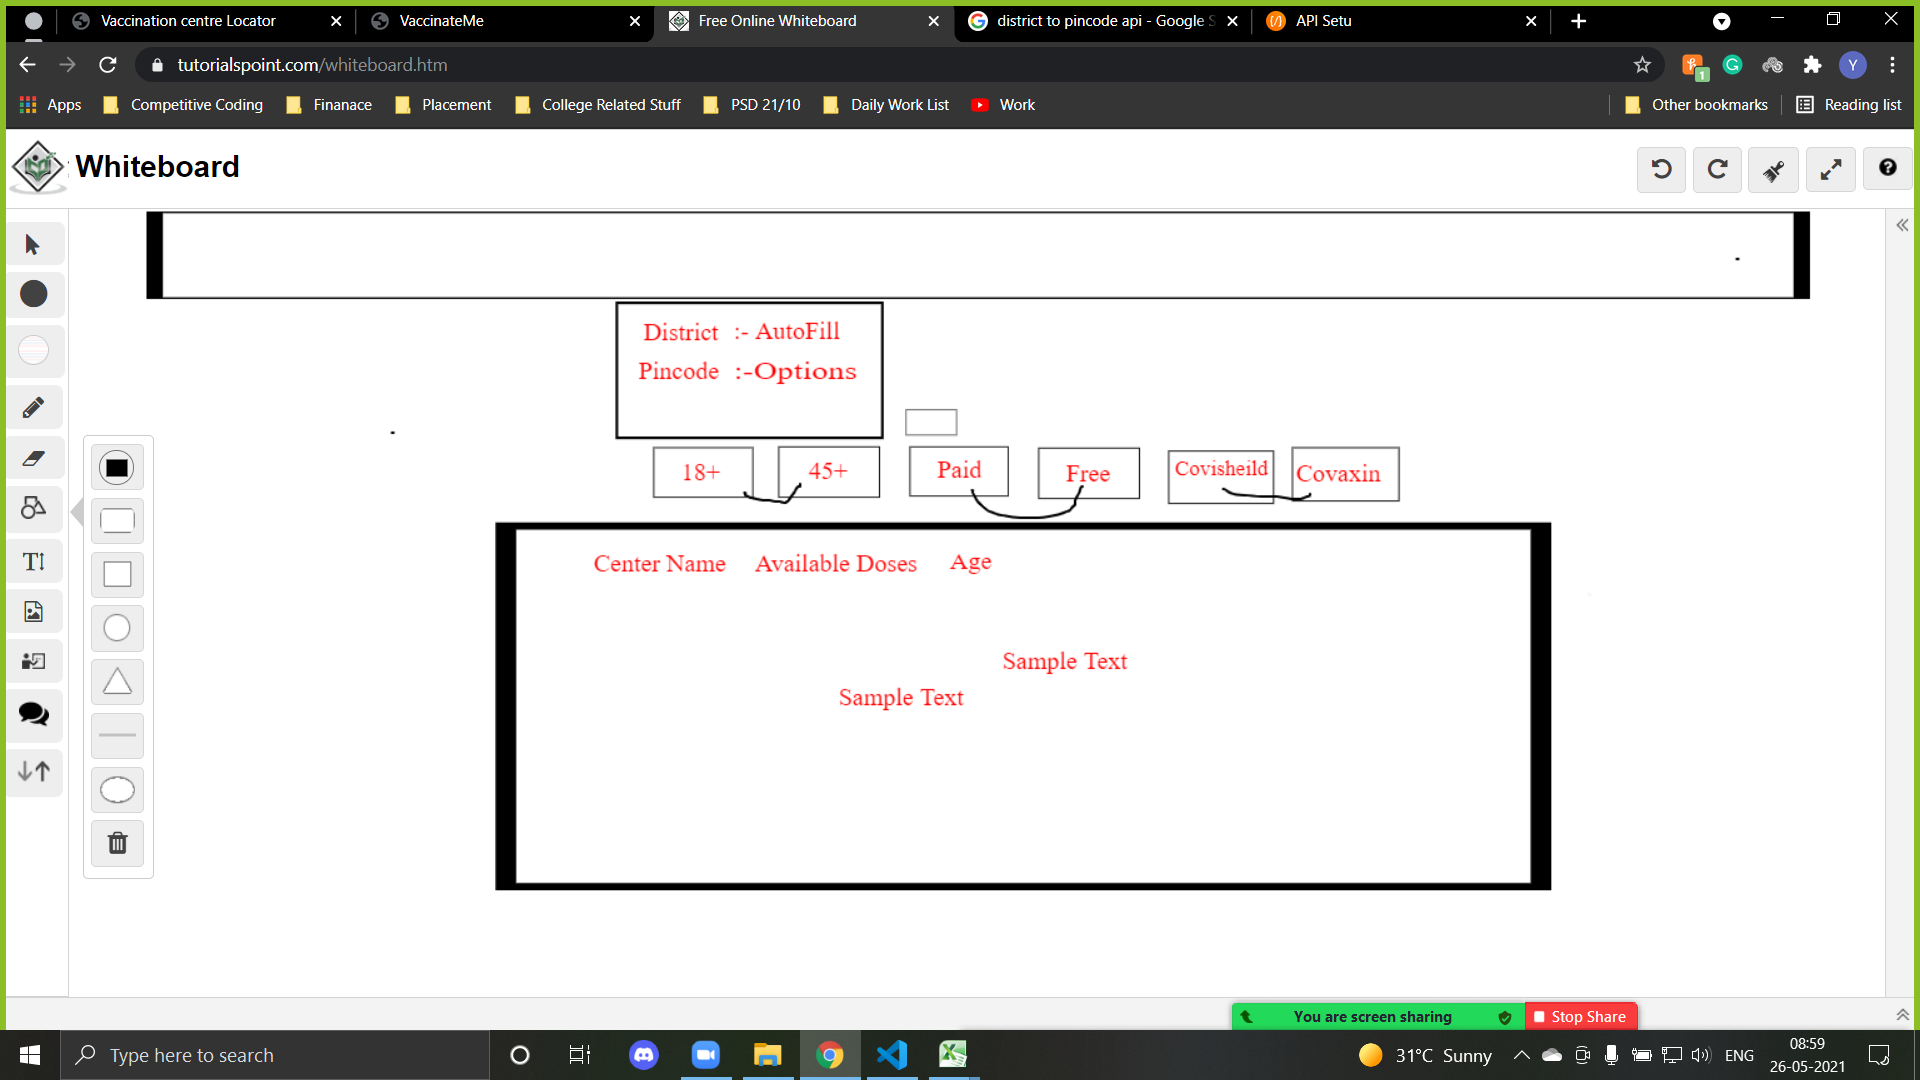 Vaccination centre Locator
VaccinateMe
Free Online Whiteboard
district to pincode api - Google S
API Setu
tutorialspoint.com/whiteboard.htm
1
Y
Apps
Competitive Coding
Finanace
Placement
College Related Stuff
PSD 21/10
Daily Work List
Work
Other bookmarks
Reading list
Whiteboard
District :- AutoFill
Pincode :-Options
18+
45+
Paid
Free
Covisheild
Covaxin
Center Name
Available Doses
Age
Sample Text
Sample Text
You are screen sharing
Stop Share
Type here to search
31°C Sunny
ENG
08:59
26-05-2021